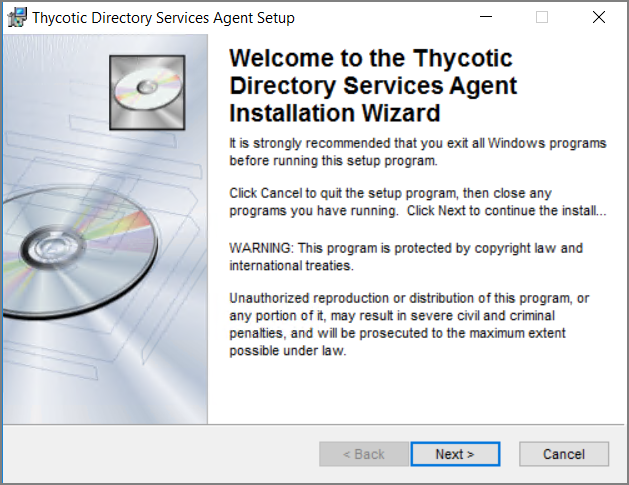 Thycotic Directory Services Agent Setup
Welcome to the Thycotic
Directory Services Agent
Installation Wizard
It is strongly recommended that you exit all Windows programs
before running this setup program.
Click Cancel to quit the setup program, then close any
programs you have running.  Click Next to continue the install...
WARNING: This program is protected by copyright law and
international treaties.
Unauthorized reproduction or distribution of this program, or
any portion of it, may result in severe civil and criminal
penalties, and will be prosecuted to the maximum extent
possible under law.
< Back
Next >
Cancel